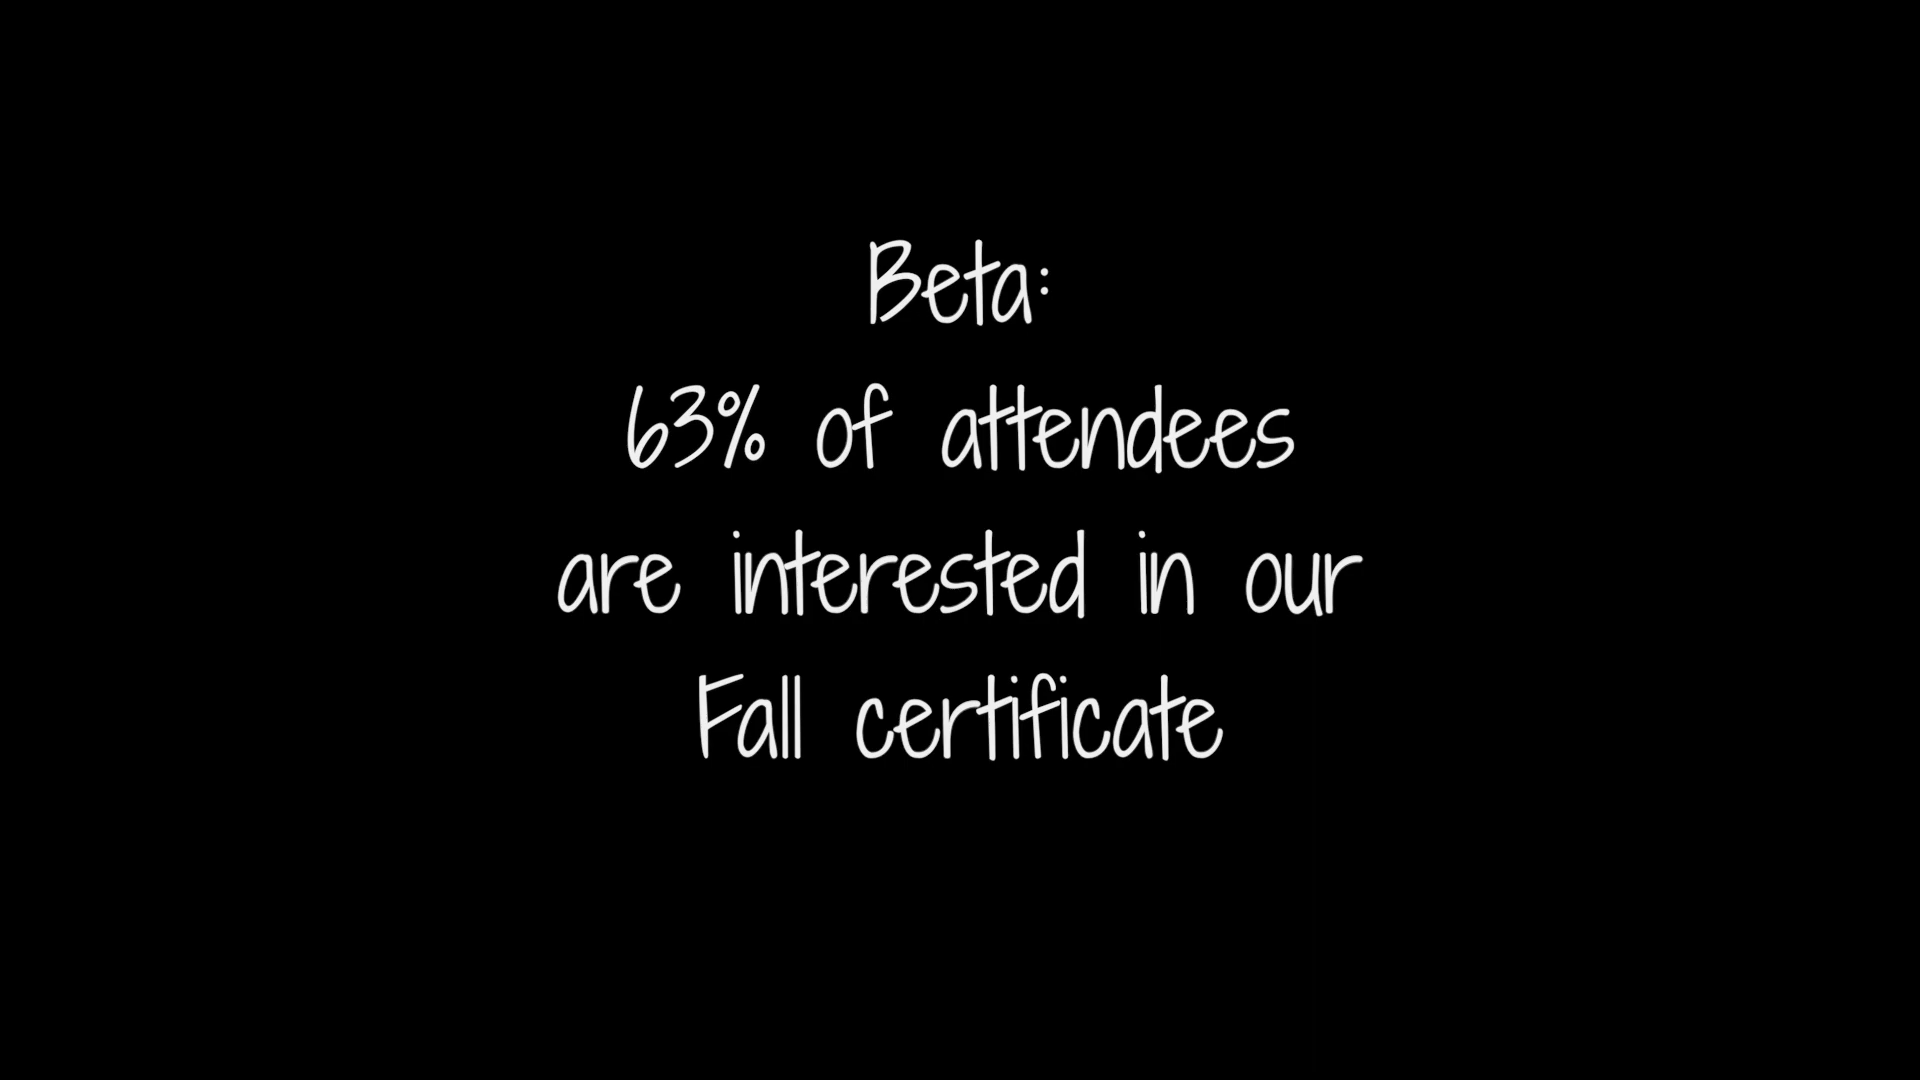 Beta:
63% of attendees
are interested in our
Fall certificate